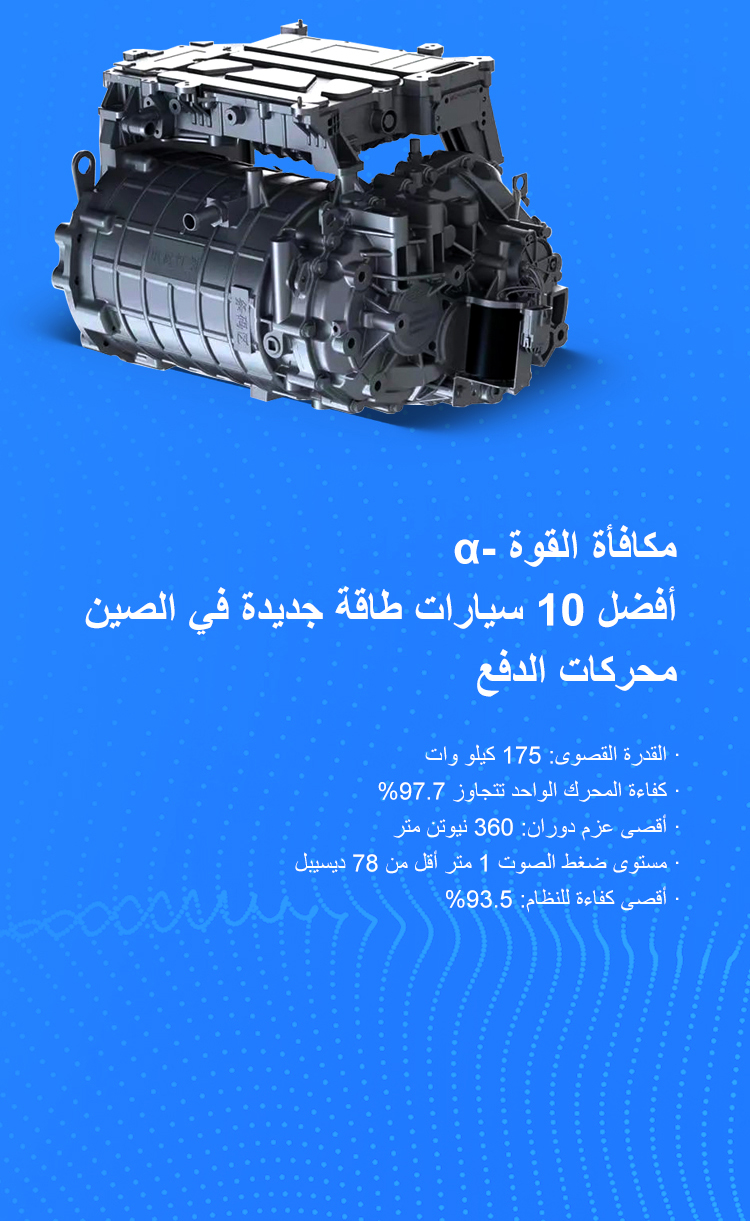 مكافأة القوة -α
أفضل 10 سيارات طاقة جديدة في الصين
محركات الدفع
· القدرة القصوى: 175 كيلو وات
· كفاءة المحرك الواحد تتجاوز 97.7%
· أقصى عزم دوران: 360 نيوتن متر
· مستوى ضغط الصوت 1 متر أقل من 78 ديسيبل
· أقصى كفاءة للنظام: 93.5%